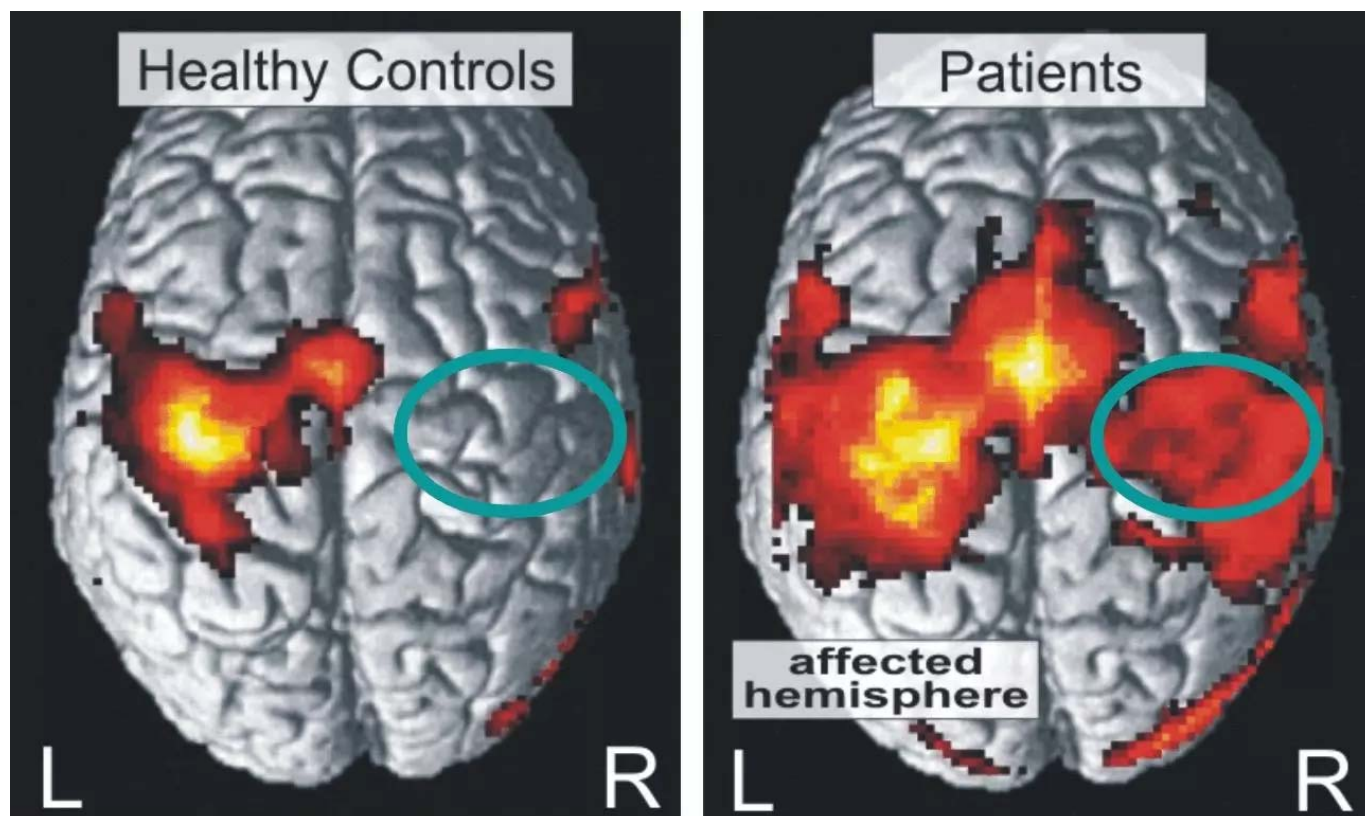 Healthy Controls
Patients
affected
hemisphere
L
R
L
R